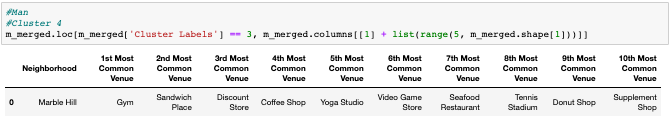 #Man
#Cluster 4
m_merged.loc[m_merged['Cluster Labels'] == 3, m_merged.columns[[1] + list(range(5, m_merged.shape[1]))]]
Neighborhood 1st Most Common Venue 2nd Most Common Venue 3rd Most Common Venue 4th Most Common Venue 5th Most Common Venue 6th Most Common Venue 7th Most Common Venue 8th Most Common Venue 9th Most Common Venue 10th Most Common Venue
0 Marble Hill Gym Sandwich Place Discount Store Coffee Shop Yoga Studio Video Game Store Seafood Restaurant Tennis Stadium Donut Shop Supplement Shop